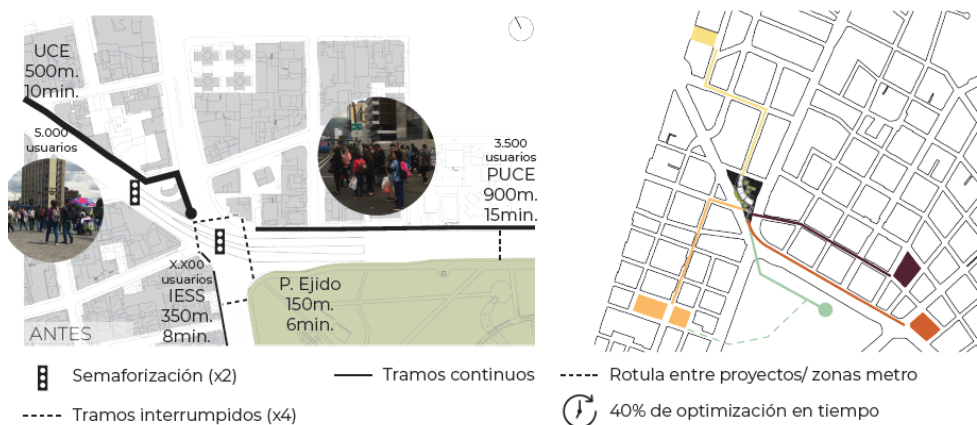 UCE
500m.
10min.
5.000
usuarios
3.500
usuarios
PUCE
900m.
15min.
X.X00
usuarios
IESS
350m.
8min.
P. Ejido
150m.
6min.
ANTES
Semaforización (x2)
Tramos continuos
Tramos interrumpidos (x4)
Rotula entre proyectos/ zonas metro
40% de optimización en tiempo